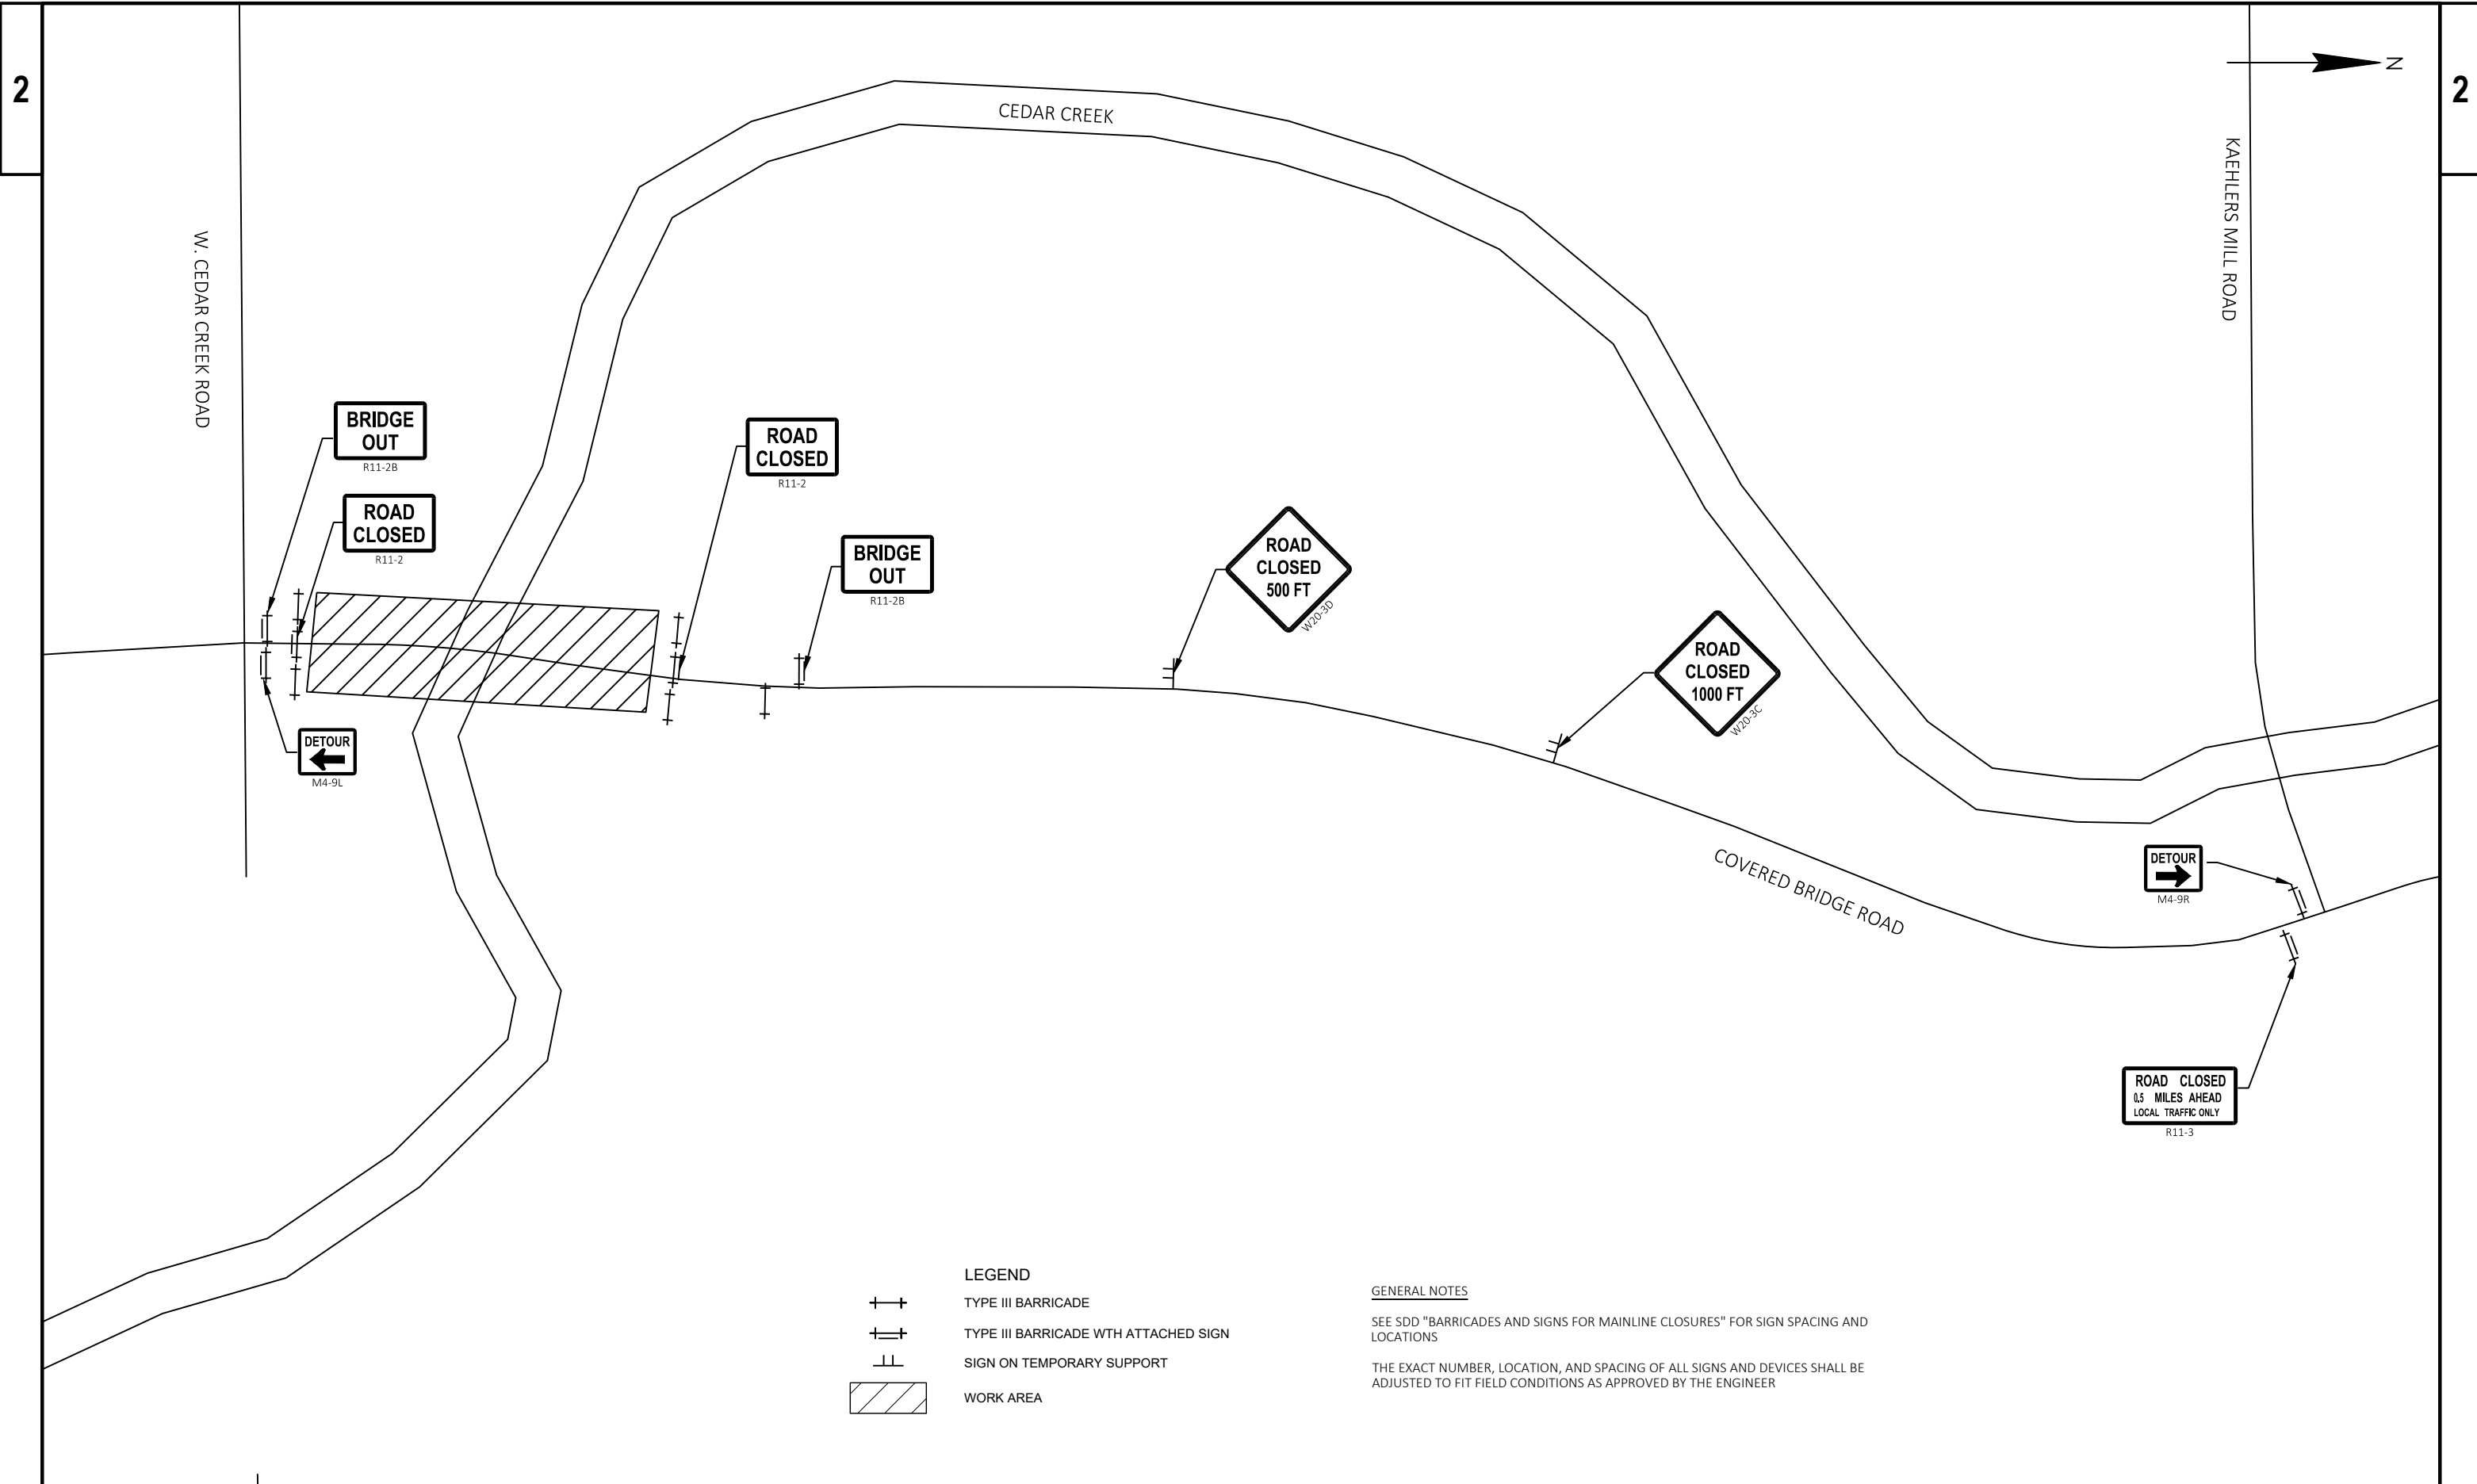 2
2
N
CEDAR CREEK
KAEHLERS MILL ROAD
W. CEDAR CREEK ROAD
BRIDGE
OUT
R11-2B
ROAD
CLOSED
R11-2
ROAD
CLOSED
R11-2
BRIDGE
OUT
R11-2B
ROAD
CLOSED
500 FT
W20-3D
ROAD
CLOSED
1000 FT
W20-3C
DETOUR
M4-9L
COVERED BRIDGE ROAD
DETOUR
M4-9R
ROAD CLOSED
0.5 MILES AHEAD
LOCAL TRAFFIC ONLY
R11-3
LEGEND
TYPE III BARRICADE
TYPE III BARRICADE WTH ATTACHED SIGN
SIGN ON TEMPORARY SUPPORT
WORK AREA
GENERAL NOTES
SEE SDD "BARRICADES AND SIGNS FOR MAINLINE CLOSURES" FOR SIGN SPACING AND
LOCATIONS
THE EXACT NUMBER, LOCATION, AND SPACING OF ALL SIGNS AND DEVICES SHALL BE
ADJUSTED TO FIT FIELD CONDITIONS AS APPROVED BY THE ENGINEER